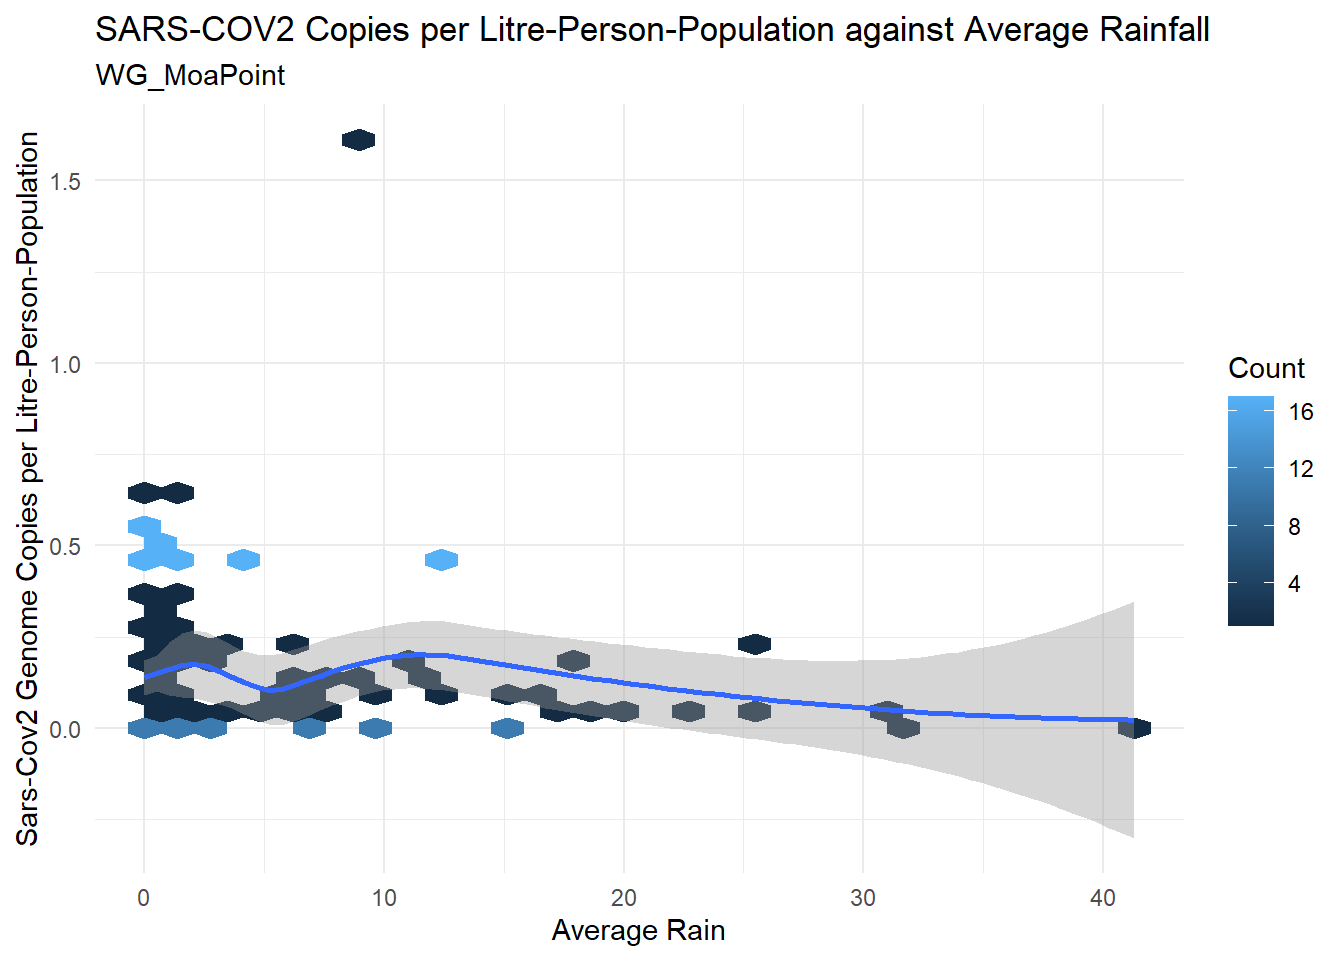 SARS-COV2 Copies per Litre-Person-Population against Average Rainfall
WG_MoaPoint
Sars-Cov2 Genome Copies per Litre-Person-Population
1.5
1.0
0.5
0.0
0
10
20
30
40
Average Rain
Count
16
12
8
4